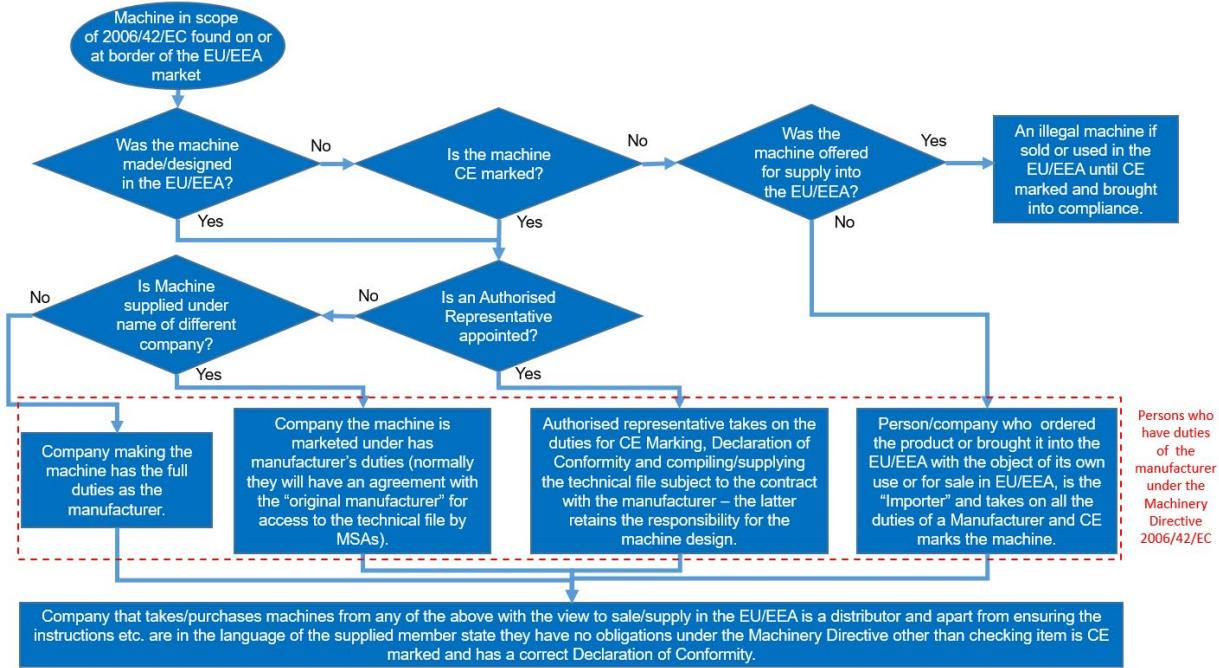 Machine in scope
of 2006/42/EC found on or
at border of the EU/EEA
market
Was the machine
made/designed
in the EU/EEA?
No
Yes
Is the machine
CE marked?
No
Yes
Was the
machine offered
for supply into
the EU/EEA?
Yes
No
An illegal machine if
sold or used in the
EU/EEA until CE
marked and brought
into compliance.
Is Machine
supplied under
name of different
company?
No
Yes
Is an Authorised
Representative
appointed?
No
Yes
Company making the
machine has the full
duties as the
manufacturer.
Company the machine is
marketed under has
manufacturer's duties (normally
they will have an agreement with
the “original manufacturer” for
access to the technical file by
MSAs).
Authorised representative takes on the
duties for CE Marking, Declaration of
Conformity and compiling/supplying
the technical file subject to the contract
with the manufacturer – the latter
retains the responsibility for the
machine design.
Person/company who ordered
the product or brought it into the
EU/EEA with the object of its own
use or for sale in EU/EEA, is the
“Importer” and takes on all the
duties of a Manufacturer and CE
marks the machine.
Persons who
have duties
of the
manufacturer
under the
Machinery
Directive
2006/42/EC
Company that takes/purchases machines from any of the above with the view to sale/supply in the EU/EEA is a distributor and apart from ensuring the
instructions etc. are in the language of the supplied member state they have no obligations under the Machinery Directive other than checking item is CE
marked and has a correct Declaration of Conformity.